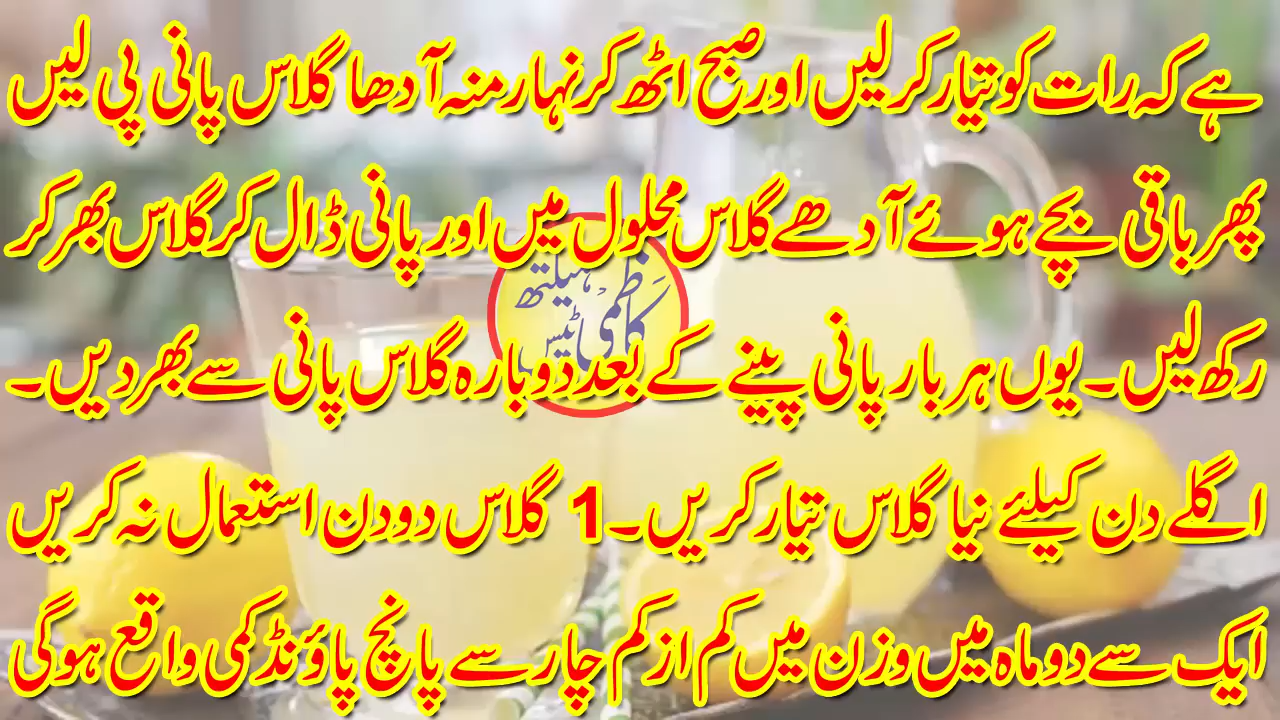 ہے کہ رات کو تیار کر لیں اور صبح اٹھ کر نہار منہ آدھا گلاس پانی پی لیں
پھر باقی بچے ہوئے آدھے گلاس محلول میں اور پانی ڈال کر گلاس بھر کر
رکھ لیں۔ یوں ہر بار پانی پینے کے بعد دوبارہ گلاس پانی سے بھر دیں۔
اگلے دن کیلئے نیا گلاس تیار کریں۔ 1 گلاس دو دن استعمال نہ کریں
ایک سے دو ماہ میں وزن میں کم از کم چار سے پانچ پاؤنڈ کمی واقع ہوگی
کاظمی ہیلتھ ٹپس